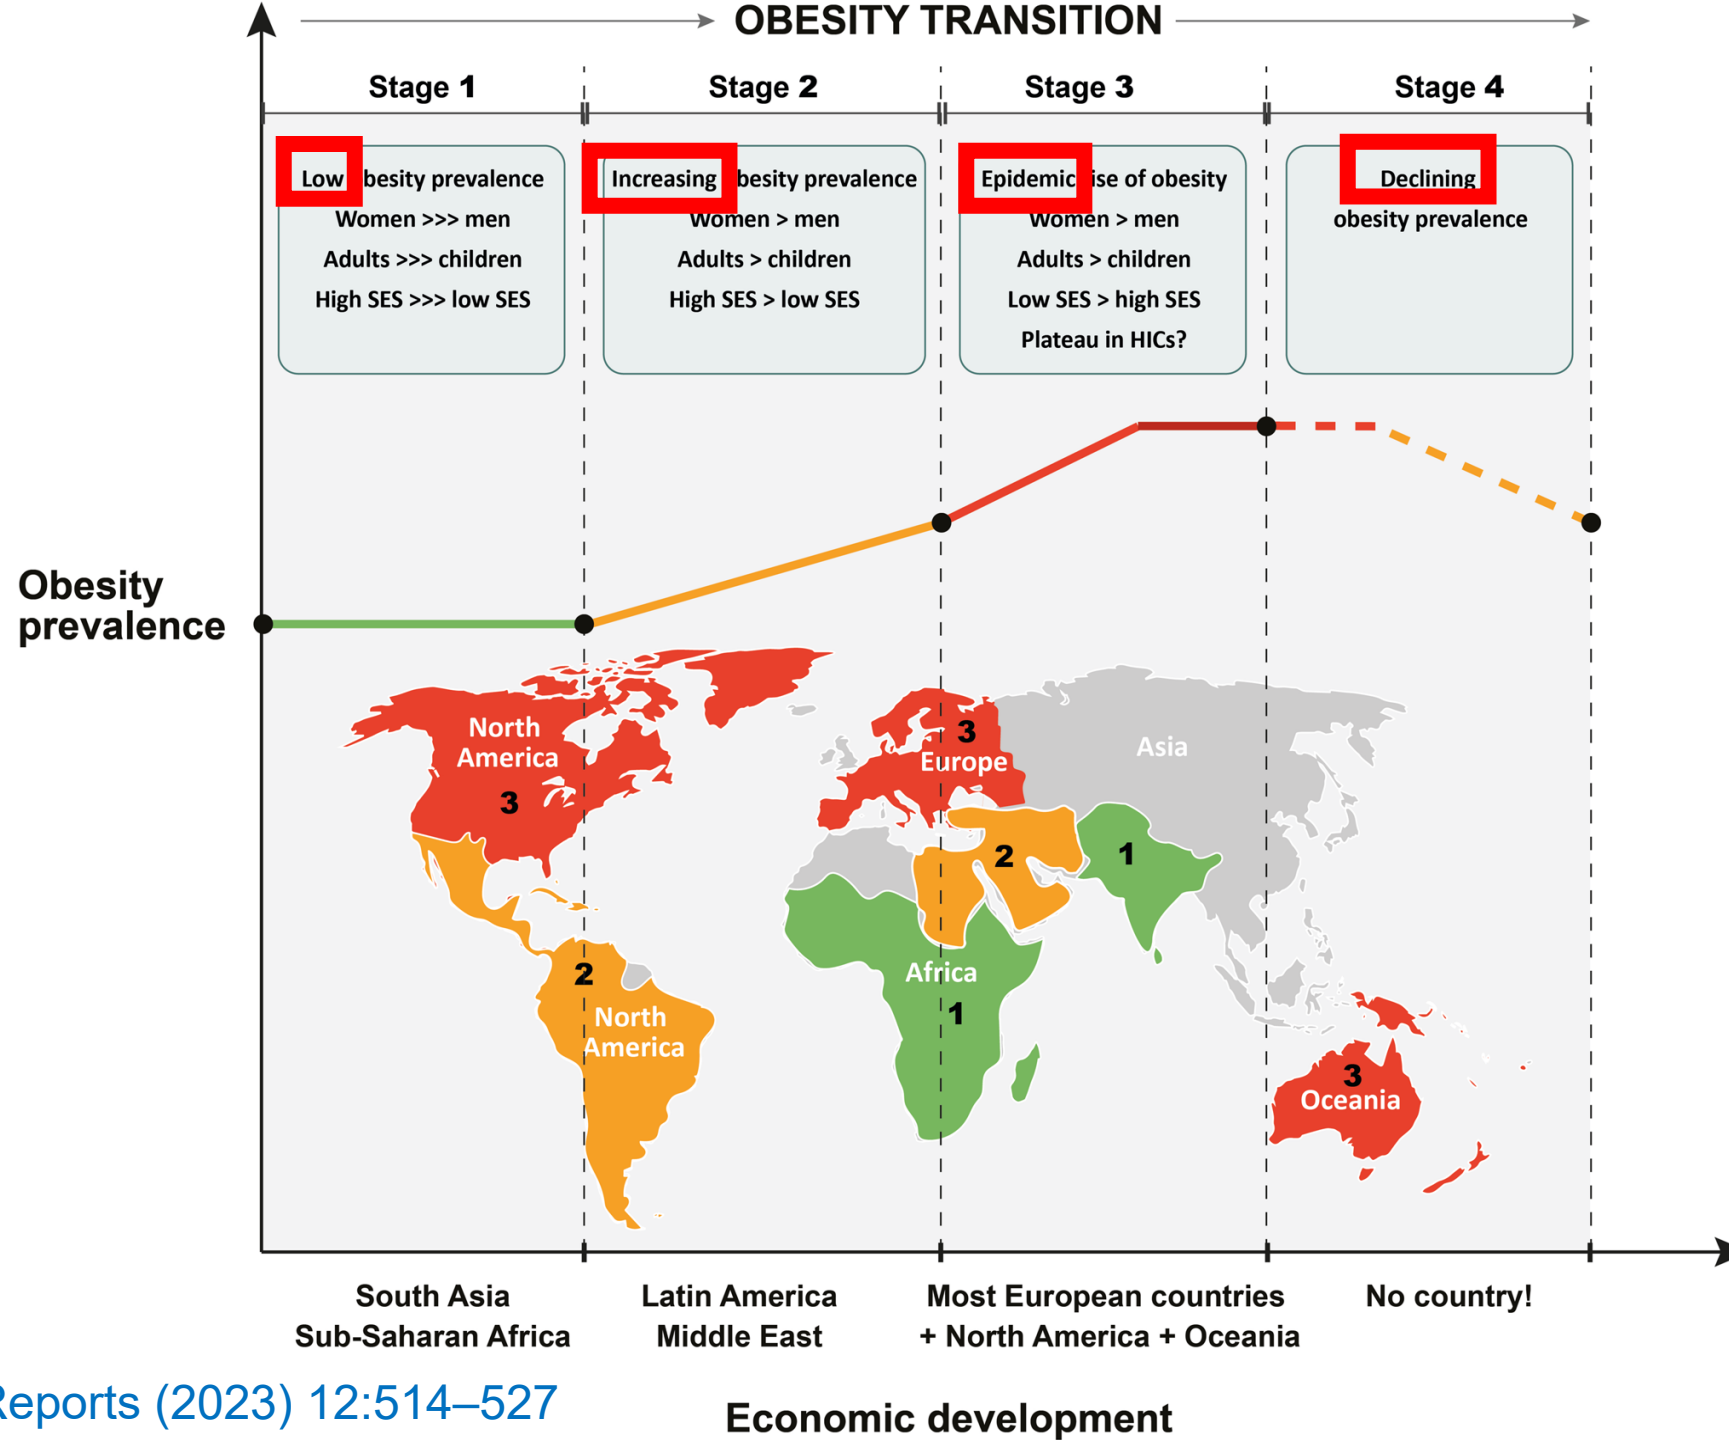 OBESITY TRANSITION
Stage 1
Stage 2
Stage 3
Stage 4
Low besity prevalence
Women >>> men
Adults >>> children
High SES >>> low SES
Increasing besity prevalence
Women > men
Adults > children
High SES > low SES
Epidemic ise of obesity
Women > men
Adults > children
Low SES > high SES
Plateau in HICs?
Declining
obesity prevalence
Obesity
prevalence
North
America
3
3
Europe
Asia
2
1
2
North
America
Africa
1
3
Oceania
South Asia
Sub-Saharan Africa
Latin America
Middle East
Most European countries
+ North America + Oceania
No country!
Reports (2023) 12:514–527
Economic development